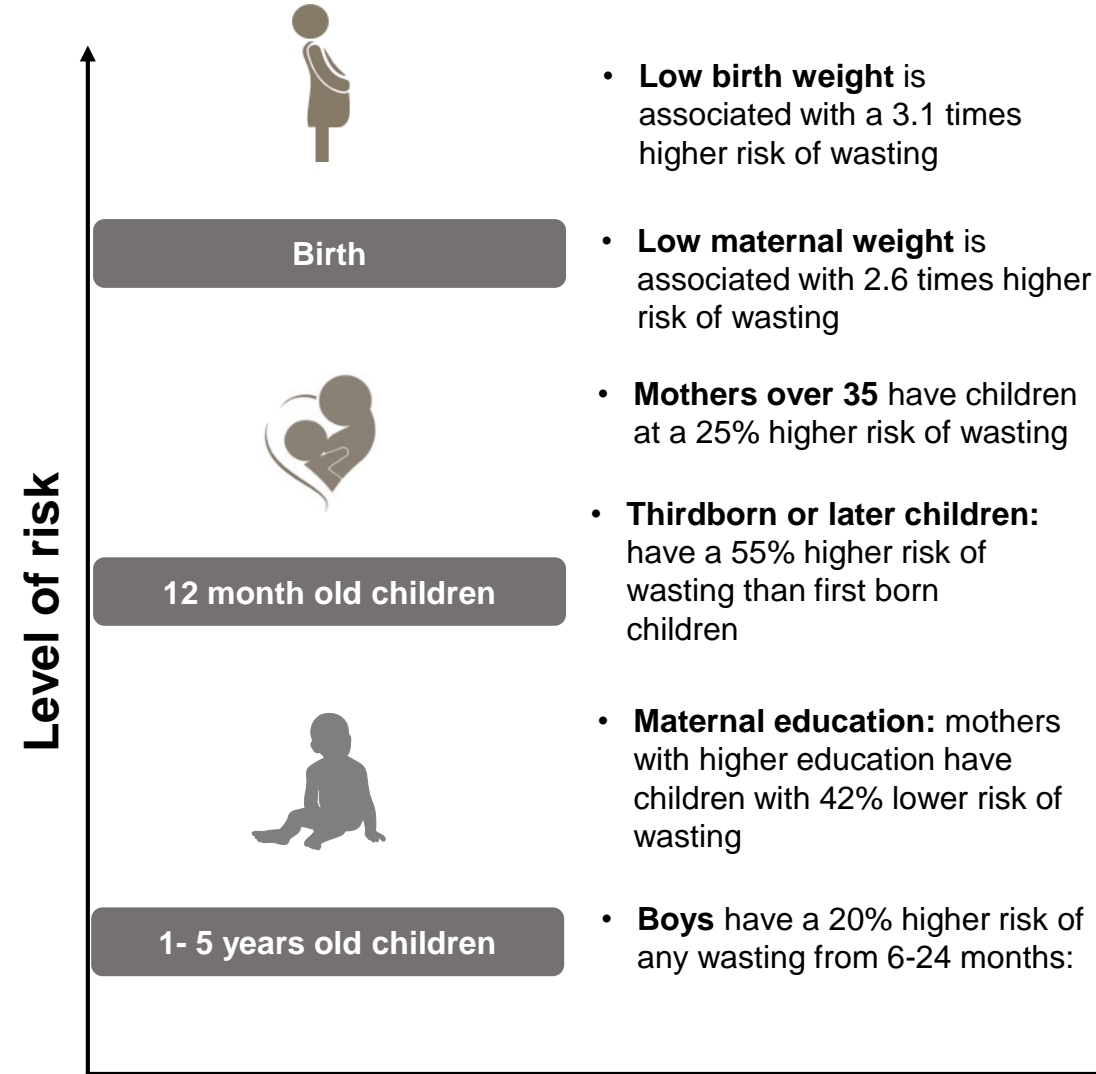 Level of risk
Birth
12 month old children
1- 5 years old children
• Low birth weight is
associated with a 3.1 times
higher risk of wasting
• Low maternal weight is
associated with 2.6 times higher
risk of wasting
• Mothers over 35 have children
at a 25% higher risk of wasting
• Thirdborn or later children:
have a 55% higher risk of
wasting than first born
children
• Maternal education: mothers
with higher education have
children with 42% lower risk of
wasting
• Boys have a 20% higher risk of
any wasting from 6-24 months: